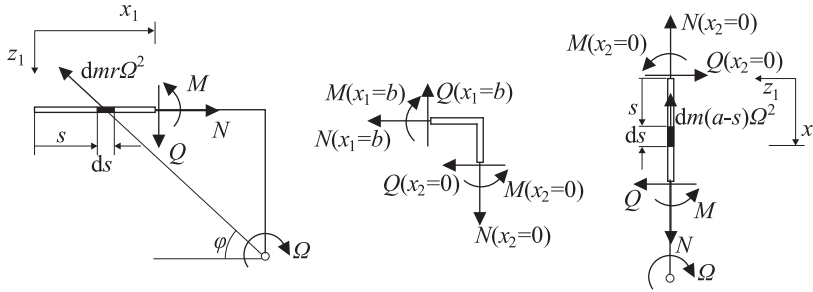 x₁
z₁
dmrΩ²
M
N
s
Q
ds
φ
Ω
M(x₁=b)
Q(x₁=b)
N(x₁=b)
Q(x₂=0)
M(x₂=0)
N(x₂=0)
N(x₂=0)
M(x₂=0)
Q(x₂=0)
z₁
s
dm(a-s)Ω²
x
ds
Q
M
N
Ω